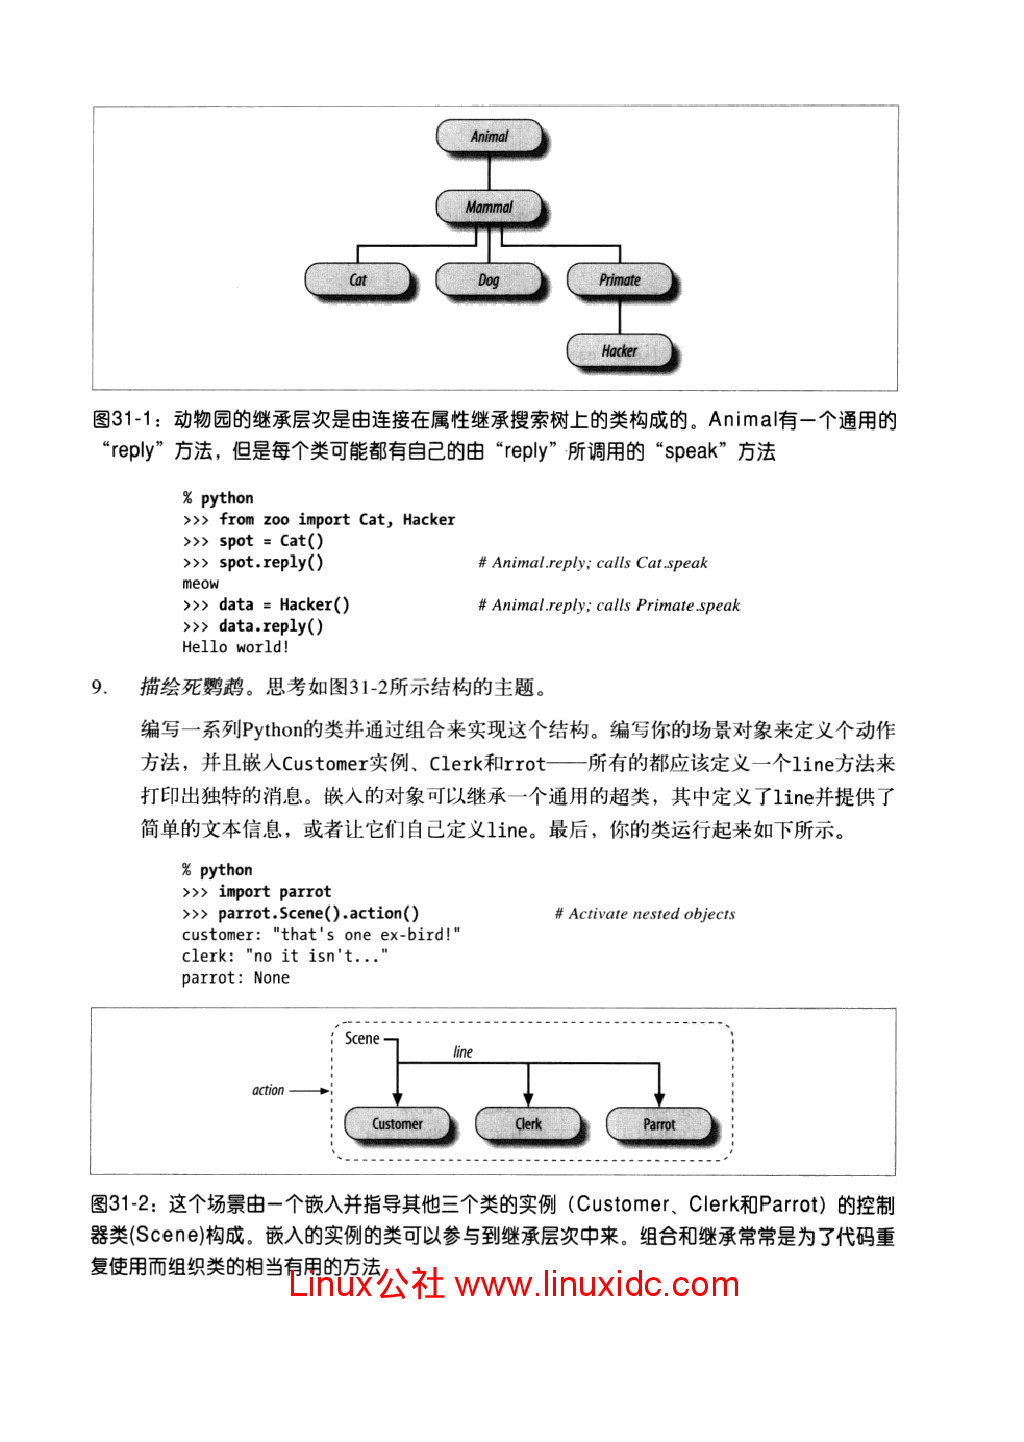 Animal
Mammal
Cat
Dog
Primate
Hacker
图31-1：动物园的继承层次是由连接在属性继承搜索树上的类构成的。Animal有一个通用的
“reply”方法，但是每个类可能都有自己的由“reply”所调用的“speak”方法
% python
>>> from zoo import Cat, Hacker
>>> spot = Cat()
>>> spot.reply() # Animal.reply; calls Cat.speak
meow
>>> data = Hacker() # Animal.reply; calls Primate.speak
>>> data.reply()
Hello world!
9. 描绘死鹦鹉。思考如图31-2所示结构的主题。
编写一系列Python的类并通过组合来实现这个结构。编写你的场景对象来定义个动作
方法，并且嵌入Customer实例、Clerk和rrot——所有的都应该定义一个line方法来
打印出独特的消息。嵌入的对象可以继承一个通用的超类，其中定义了line并提供了
简单的文本信息，或者让它们自己定义line。最后，你的类运行起来如下所示。
% python
>>> import parrot
>>> parrot.Scene().action() # Activate nested objects
customer: "that's one ex-bird!"
clerk: "no it isn't..."
parrot: None
Scene
line
action
Customer
Clerk
Parrot
图31-2：这个场景由一个嵌入并指导其他三个类的实例（Customer、Clerk和Parrot）的控制
器类(Scene)构成。嵌入的实例的类可以参与到继承层次中来。组合和继承常常是为了代码重
复使用而组织类的相当有用的方法
Linux公社 www.linuxidc.com